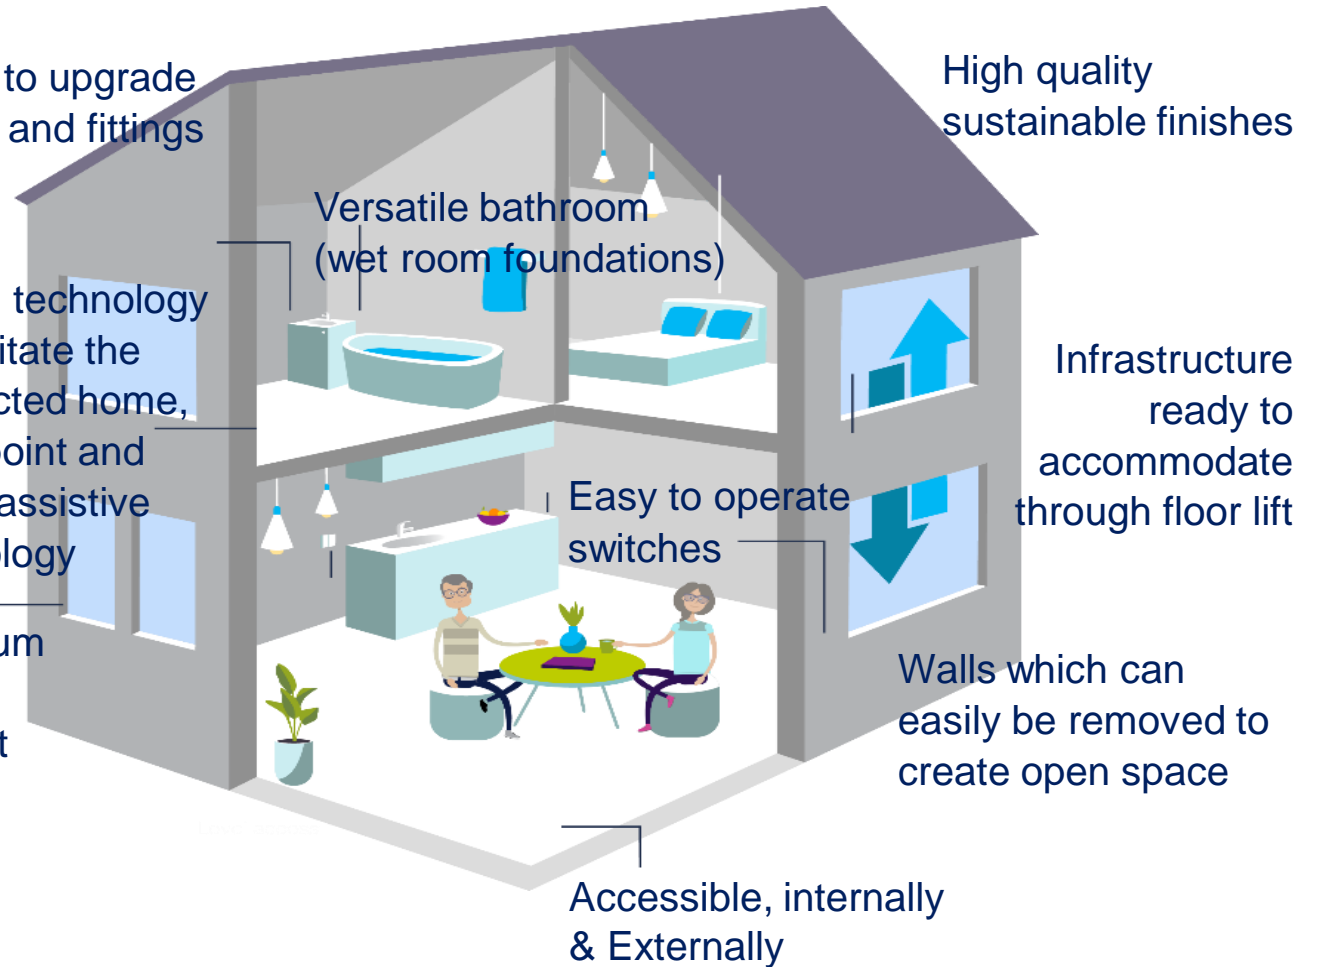 to upgrade
and fittings
High quality
sustainable finishes
Versatile bathroom
(wet room foundations)
technology
itate the
cted home,
point and
assistive
ology
um
t
Infrastructure
ready to
accommodate
through floor lift
Easy to operate
switches
Walls which can
easily be removed to
create open space
Accessible, internally
& Externally